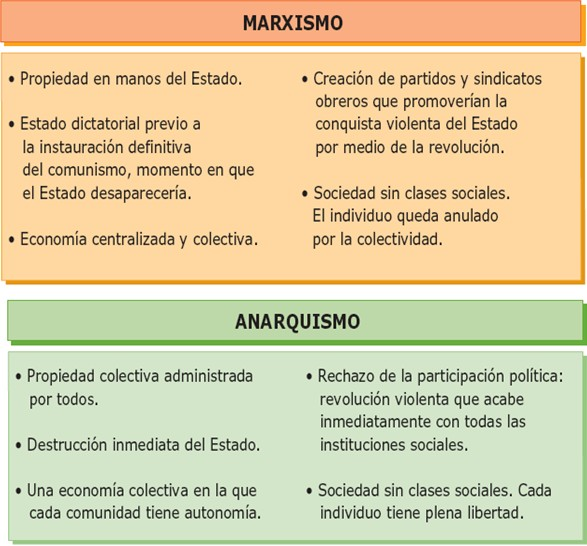 MARXISMO
• Propiedad en manos del Estado.
• Estado dictatorial previo a
la instauración definitiva
del comunismo, momento en que
el Estado desaparecería.
• Economía centralizada y colectiva.
• Creación de partidos y sindicatos
obreros que promoverían la
conquista violenta del Estado
por medio de la revolución.
• Sociedad sin clases sociales.
El individuo queda anulado
por la colectividad.
ANARQUISMO
• Propiedad colectiva administrada
por todos.
• Destrucción inmediata del Estado.
• Una economía colectiva en la que
cada comunidad tiene autonomía.
• Rechazo de la participación política:
revolución violenta que acabe
inmediatamente con todas las
instituciones sociales.
• Sociedad sin clases sociales. Cada
individuo tiene plena libertad.